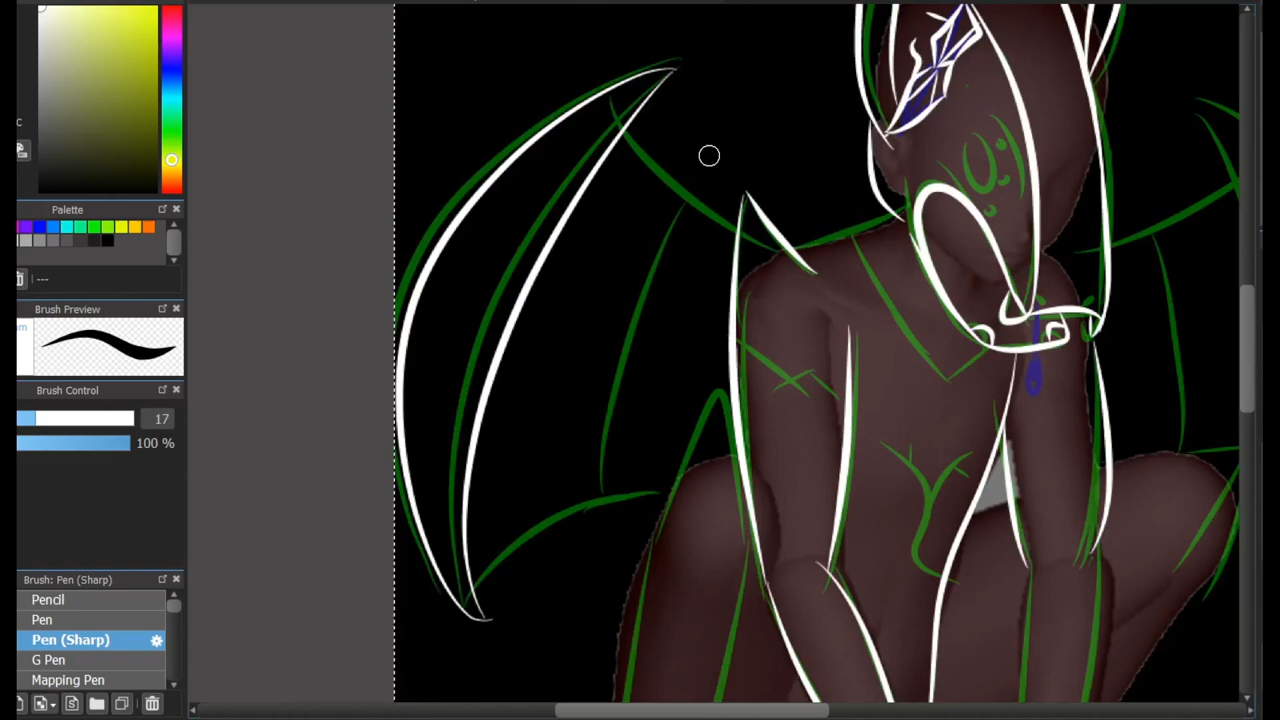 C
Palette
---
Brush Preview
Brush Control
17
100 %
Brush: Pen (Sharp)
Pencil
Pen
Pen (Sharp)
G Pen
Mapping Pen